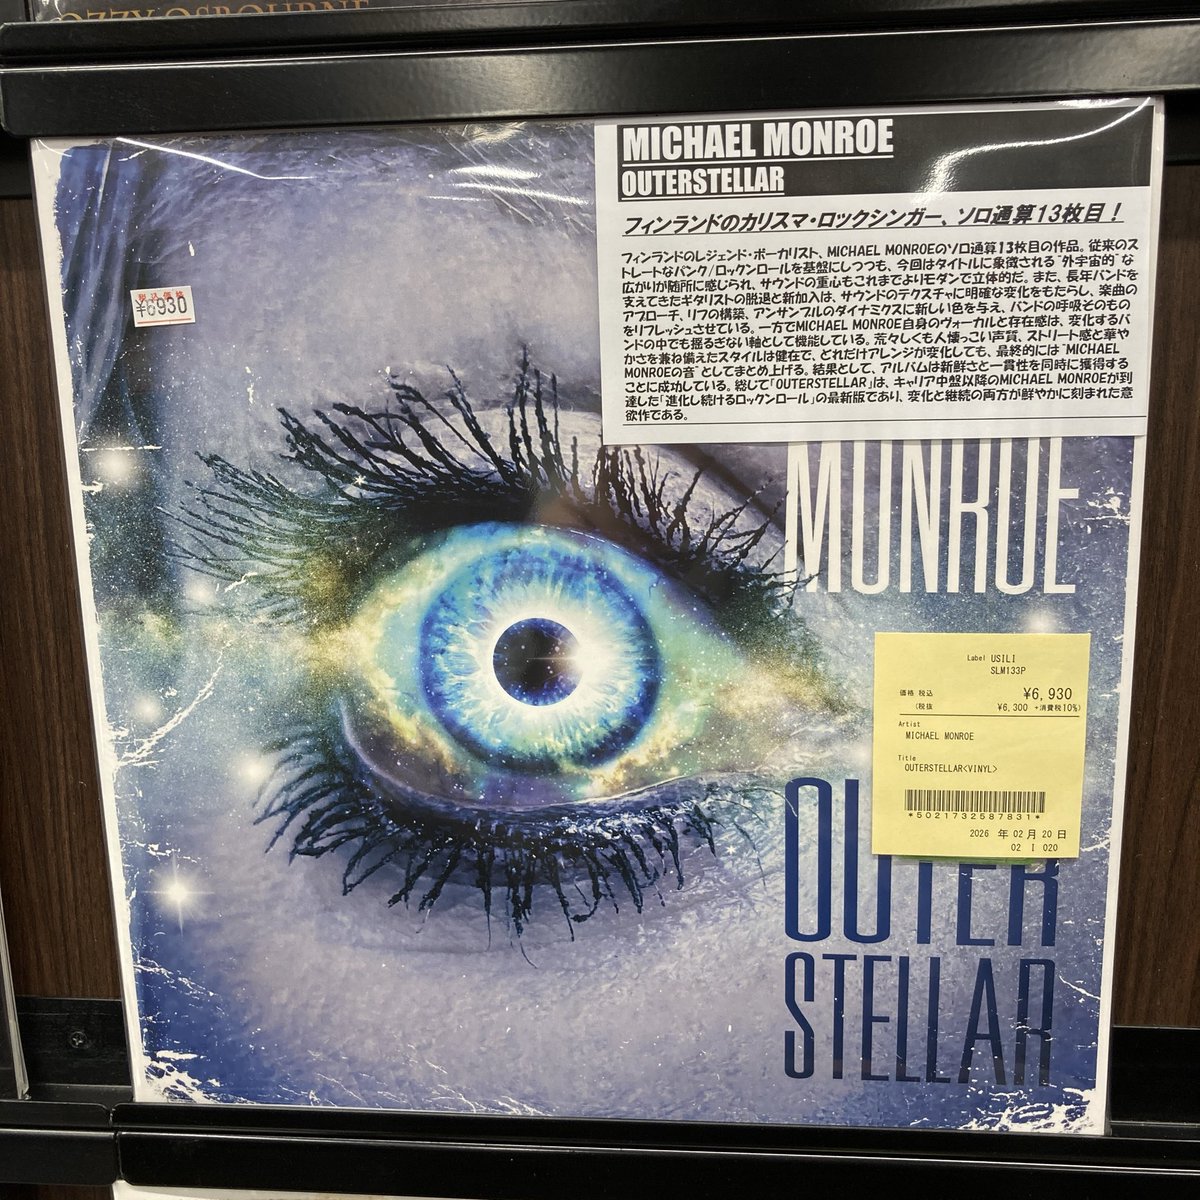 OZZY OSBOURNE
MICHAEL MONROE
OUTERSTELLAR
フィンランドのカリスマ・ロックシンガー、ソロ通算13枚目！
フィンランドのレジェンド・ボーカリスト、MICHAEL MONROEのソロ通算13枚目の作品。従来のス
トレートなパンク/ロックンロールを基盤にしつつも、今回はタイトルに象徴される"外宇宙的"な
広がりが随所に感じられ、サウンドの重心もこれまでよりモダンで立体的だ。また、長年バンドを
支えてきたギタリストの脱退と新加入は、サウンドのテクスチャに明確な変化をもたらし、楽曲の
アプローチ、リフの構築、アンサンブルのダイナミクスに新しい色を与え、バンドの呼吸そのもの
をリフレッシュさせている。一方でMICHAEL MONROE自身のヴォーカルと存在感は、変化するバ
ンドの中でも揺るぎない軸として機能している。荒々しくも人懐っこい声質、ストリート感と華や
かさを兼ね備えたスタイルは健在で、どれだけアレンジが変化しても、最終的には"MICHAEL
MONROEの音"としてまとめ上げる。結果として、アルバムは新鮮さと一貫性を同時に獲得する
ことに成功している。総じて「OUTERSTELLAR」は、キャリア中盤以降のMICHAEL MONROEが到
達した「進化し続けるロックンロール」の最新版であり、変化と継続の両方が鮮やかに刻まれた意
欲作である。
税込価格
¥6930
MONROE
Label USILI
SLM133P
価格 税込 ¥6,930
(税抜 ¥6,300 +消費税10%)
Artist
MICHAEL MONROE
Title
OUTERSTELLAR<VINYL>
*5021732587831*
2026 年 02 月 20 日
02 I 020
OUTER
STELLAR